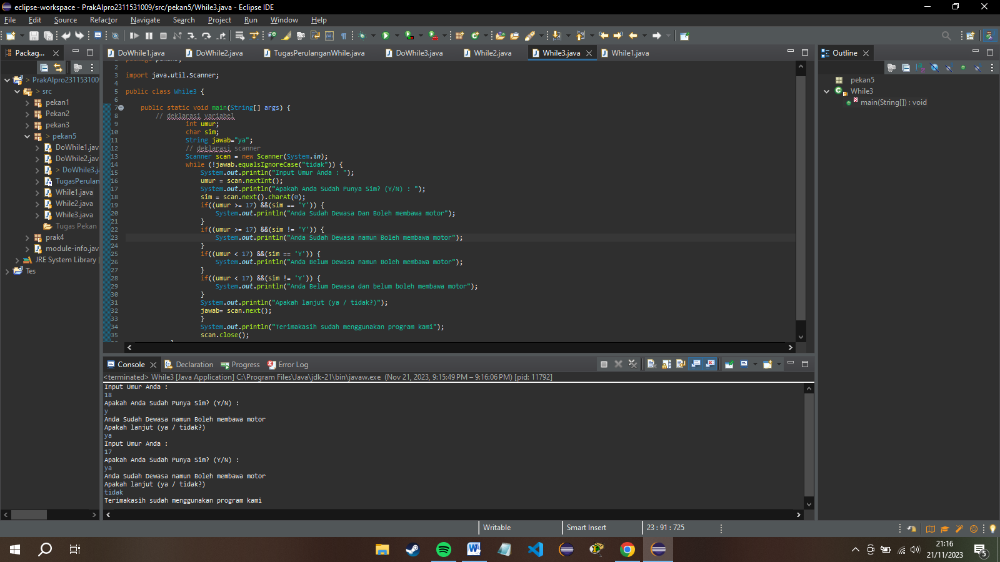 eclipse-workspace - PrakAlpro2311531009/src/pekan5/While3.java - Eclipse IDE
File Edit Source Refactor Navigate Search Project Run Window Help
Packag...
DoWhile1.java DoWhile2.java TugasPerulanganWhile.java DoWhile3.java While2.java While3.java While1.java
Outline
> PrakAlpro231153100
> src
pekan1
Pekan2
pekan3
> pekan5
DoWhile1.jav
DoWhile2.jav
> DoWhile3.j
TugasPerulan
While1.java
While2.java
While3.java
Tugas Pekan
prak4
module-info.java
JRE System Library
Tes
2
3 import java.util.Scanner;
4
5 public class While3 {
6
7 public static void main(String[] args) {
8 // deklarasi variabel
9 int umur;
10 char sim;
11 String jawab="ya";
12 // deklarasi scanner
13 Scanner scan = new Scanner(System.in);
14 while (!jawab.equalsIgnoreCase("tidak")) {
15 System.out.println("Input Umur Anda : ");
16 umur = scan.nextInt();
17 System.out.println("Apakah Anda Sudah Punya Sim? (Y/N) : ");
18 sim = scan.next().charAt(0);
19 if((umur >= 17) &&(sim == 'Y')) {
20 System.out.println("Anda Sudah Dewasa Dan Boleh membawa motor");
21 }
22 if((umur >= 17) &&(sim != 'Y')) {
23 System.out.println("Anda Sudah Dewasa namun Boleh membawa motor");
24 }
25 if((umur < 17) &&(sim == 'Y')) {
26 System.out.println("Anda Belum Dewasa namun Boleh membawa motor");
27 }
28 if((umur < 17) &&(sim != 'Y')) {
29 System.out.println("Anda Belum Dewasa dan belum boleh membawa motor");
30 }
31 System.out.println("Apakah lanjut (ya / tidak?)");
32 jawab= scan.next();
33 }
34 System.out.println("Terimakasih sudah menggunakan program kami");
35 scan.close();
pekan5
While3
main(String[]) : void
Console Declaration Progress Error Log
<terminated> While3 [Java Application] C:\Program Files\Java\jdk-21\bin\javaw.exe (Nov 21, 2023, 9:15:49 PM – 9:16:06 PM) [pid: 11792]
Input Umur Anda :
18
Apakah Anda Sudah Punya Sim? (Y/N) :
y
Anda Sudah Dewasa namun Boleh membawa motor
Apakah lanjut (ya / tidak?)
ya
Input Umur Anda :
17
Apakah Anda Sudah Punya Sim? (Y/N) :
ya
Anda Sudah Dewasa namun Boleh membawa motor
Apakah lanjut (ya / tidak?)
tidak
Terimakasih sudah menggunakan program kami
Writable Smart Insert 23 : 91 : 725
21:16
21/11/2023
5